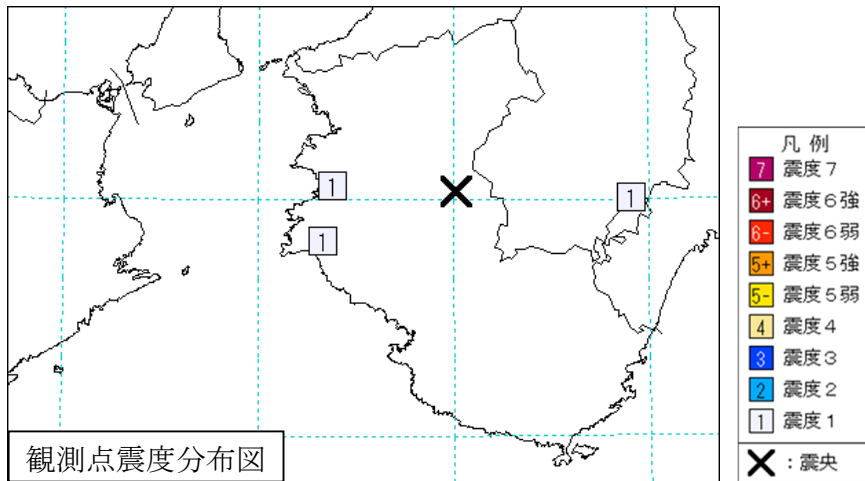 1
1
1
観測点震度分布図
凡 例
7 震度7
6+ 震度6強
6- 震度6弱
5+ 震度5強
5- 震度5弱
4 震度4
3 震度3
2 震度2
1 震度1
:震央